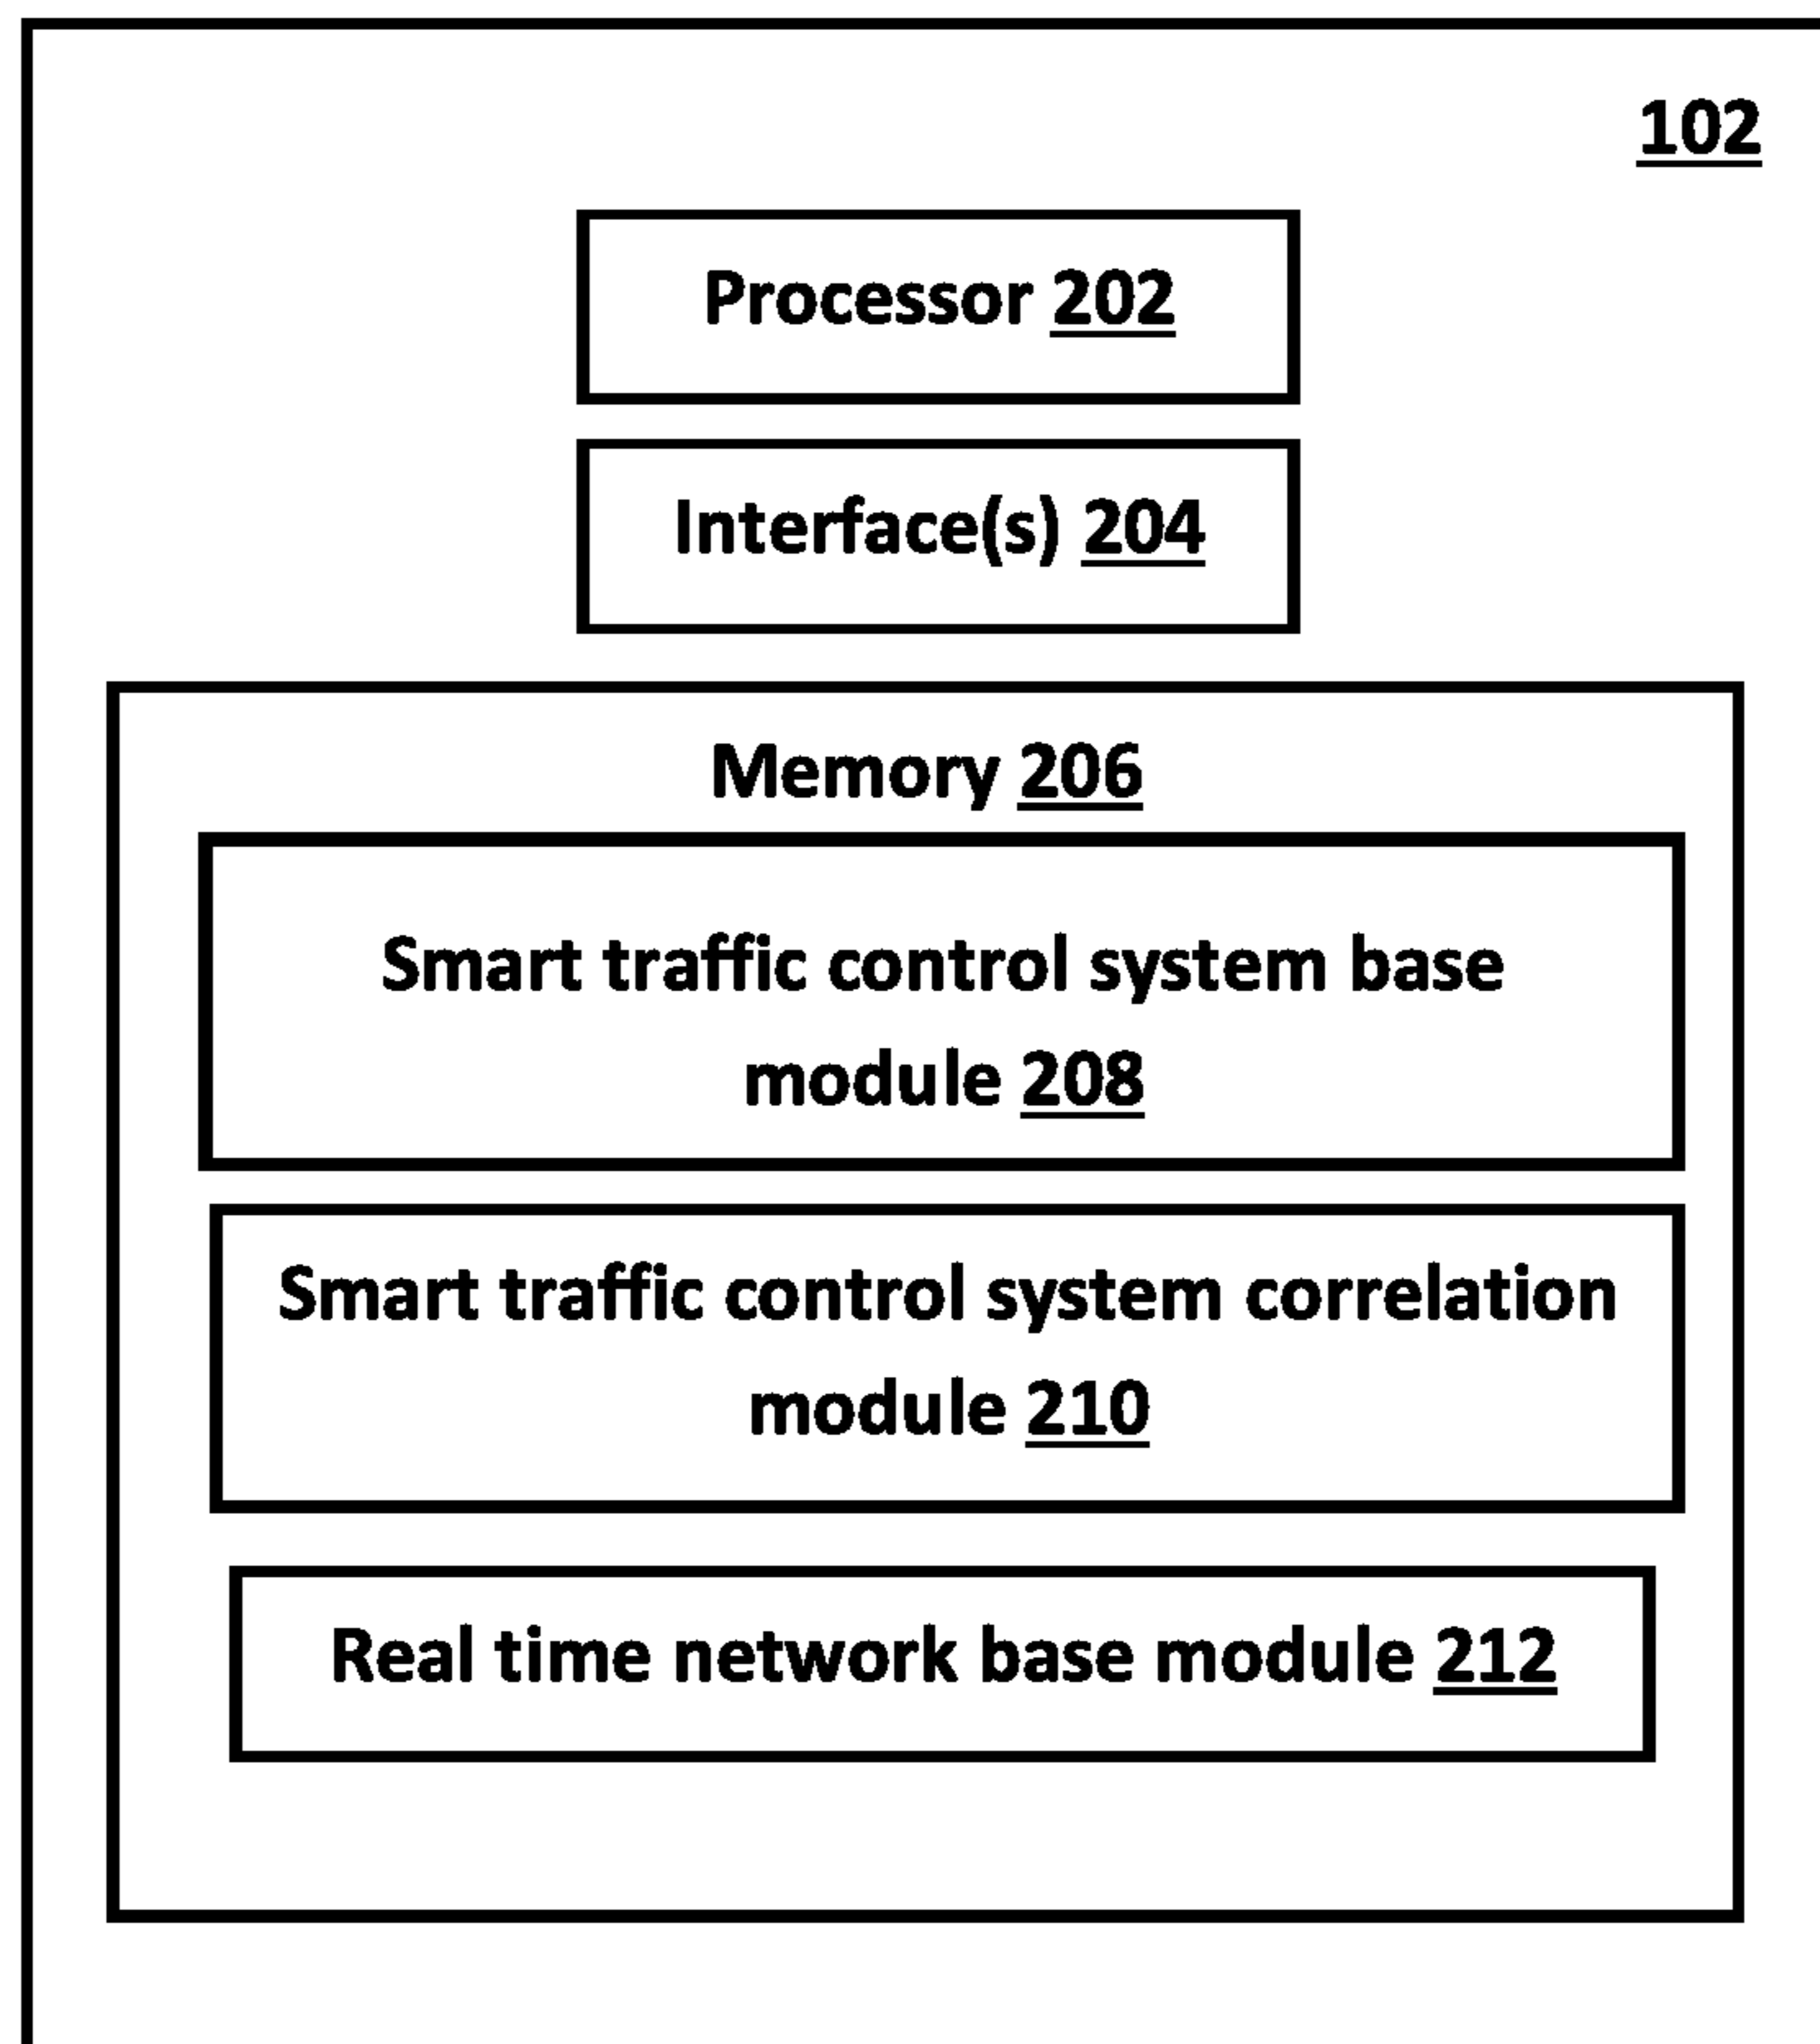 102
Processor 202
Interface(s) 204
Memory 206
Smart traffic control system base
module 208
Smart traffic control system correlation
module 210
Real time network base module 212